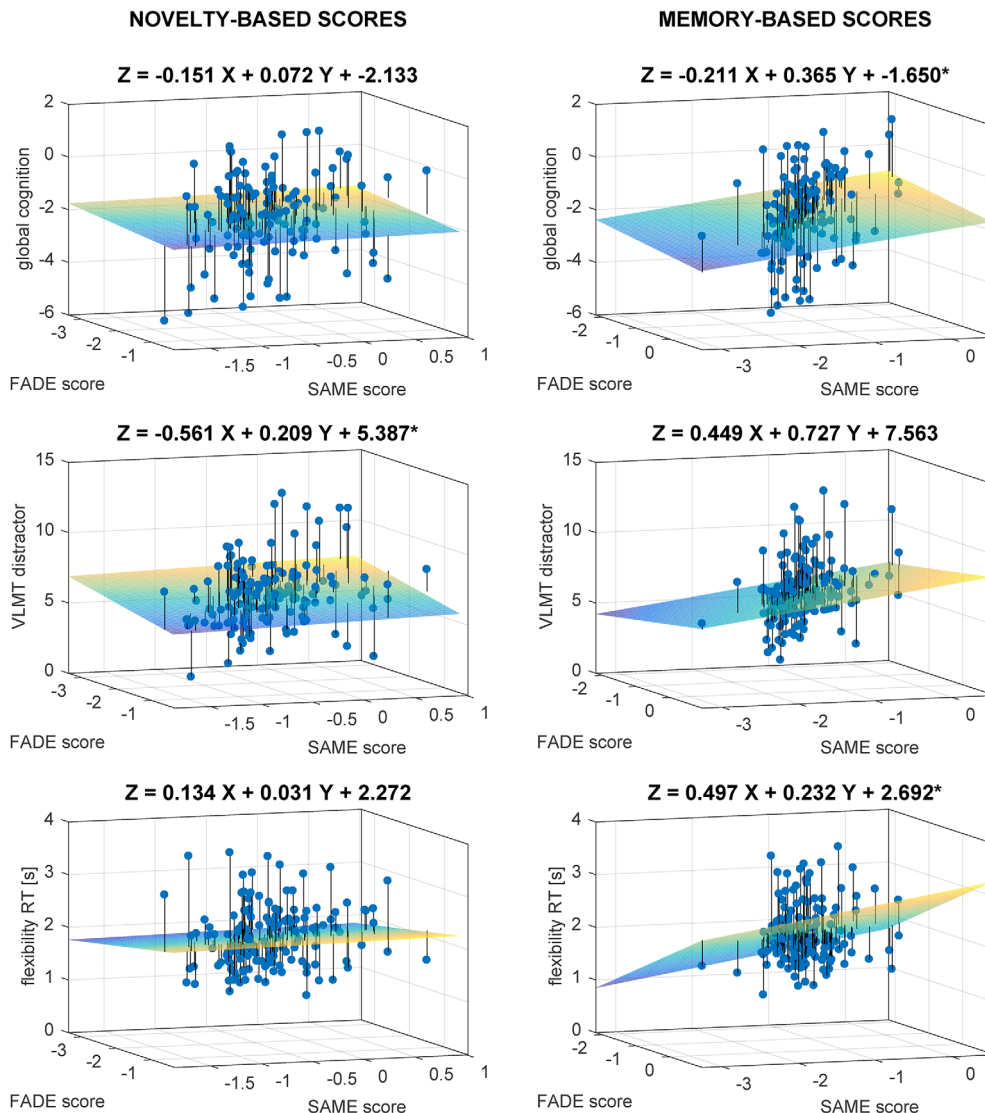 NOVELTY-BASED SCORES
MEMORY-BASED SCORES
Z = -0.151 X + 0.072 Y + -2.133
2
0
-2
-4
-6
global cognition
-3
-2
-1
FADE score
-1.5
-1
-0.5
0
0.5
1
SAME score
Z = -0.211 X + 0.365 Y + -1.650*
2
0
-2
-4
-6
global cognition
-2
-1
0
FADE score
-3
-2
-1
0
SAME score
Z = -0.561 X + 0.209 Y + 5.387*
15
10
5
0
VLMT distractor
-3
-2
-1
FADE score
-1.5
-1
-0.5
0
0.5
1
SAME score
Z = 0.449 X + 0.727 Y + 7.563
15
10
5
0
VLMT distractor
-2
-1
0
FADE score
-3
-2
-1
0
SAME score
Z = 0.134 X + 0.031 Y + 2.272
4
3
2
1
0
flexibility RT [s]
-3
-2
-1
FADE score
-1.5
-1
-0.5
0
0.5
1
SAME score
Z = 0.497 X + 0.232 Y + 2.692*
4
3
2
1
0
flexibility RT [s]
-2
-1
0
FADE score
-3
-2
-1
0
SAME score